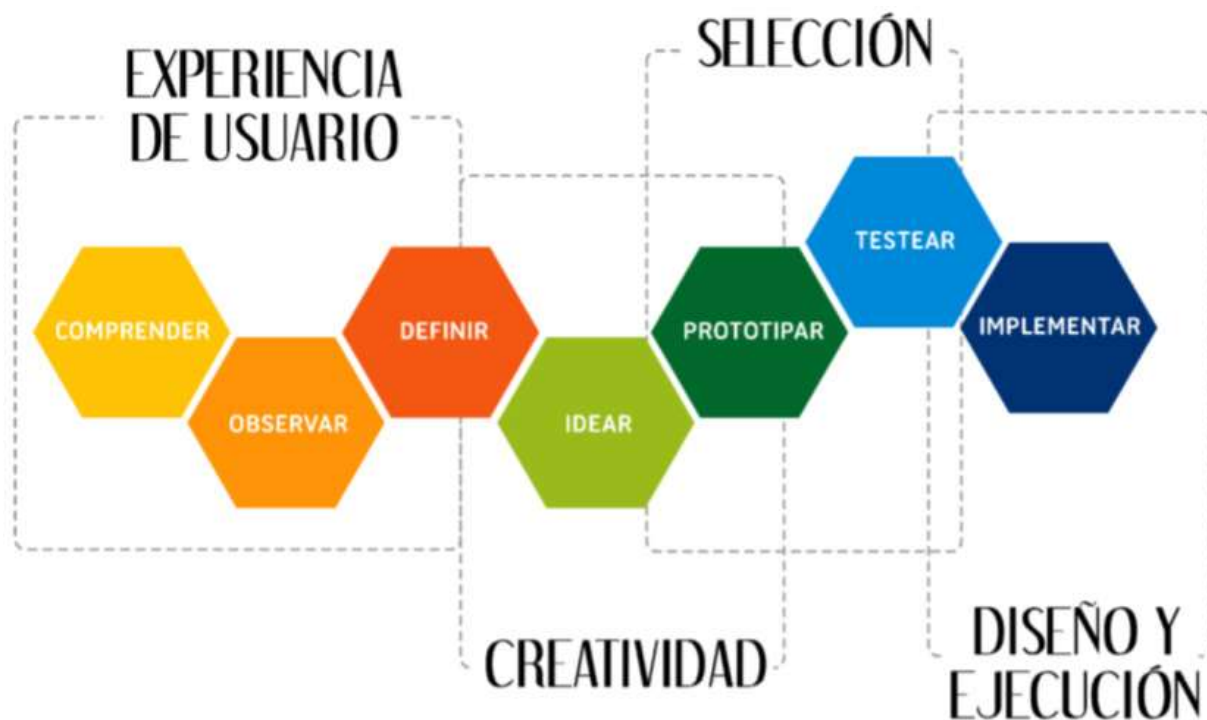 EXPERIENCIA
DE USUARIO
SELECCIÓN
COMPRENDER
OBSERVAR
DEFINIR
IDEAR
PROTOTIPAR
TESTEAR
IMPLEMENTAR
CREATIVIDAD
DISEÑO Y
EJECUCIÓN